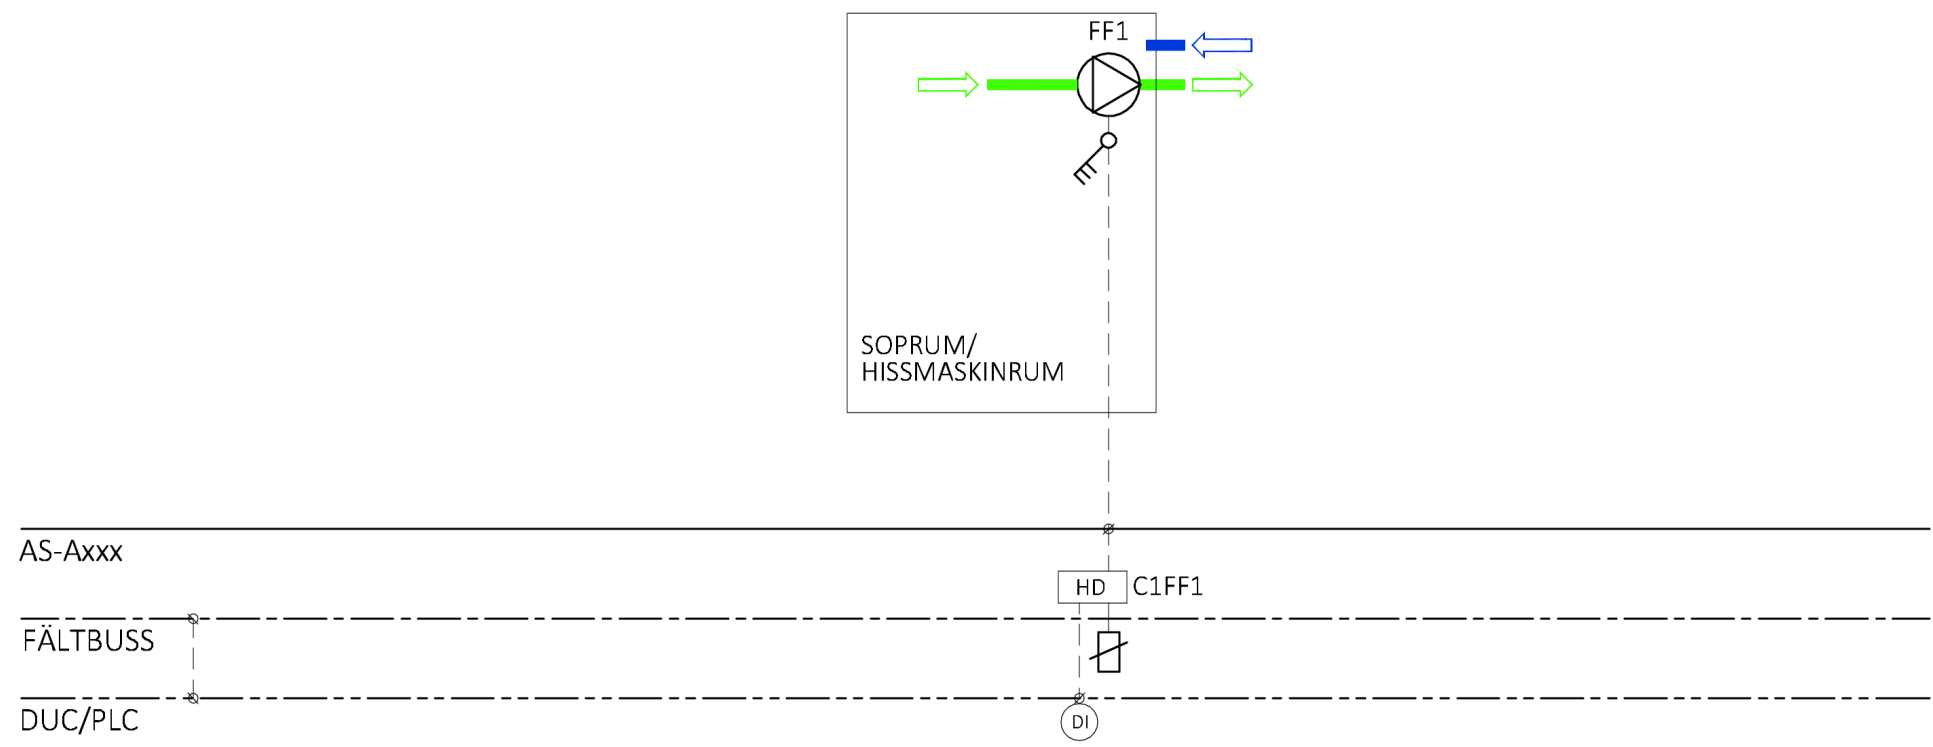 FF1
SOPRUM/
HISSMASKINRUM
AS-Axxx
HD C1FF1
FÄLTBUSS
DUC/PLC
DI